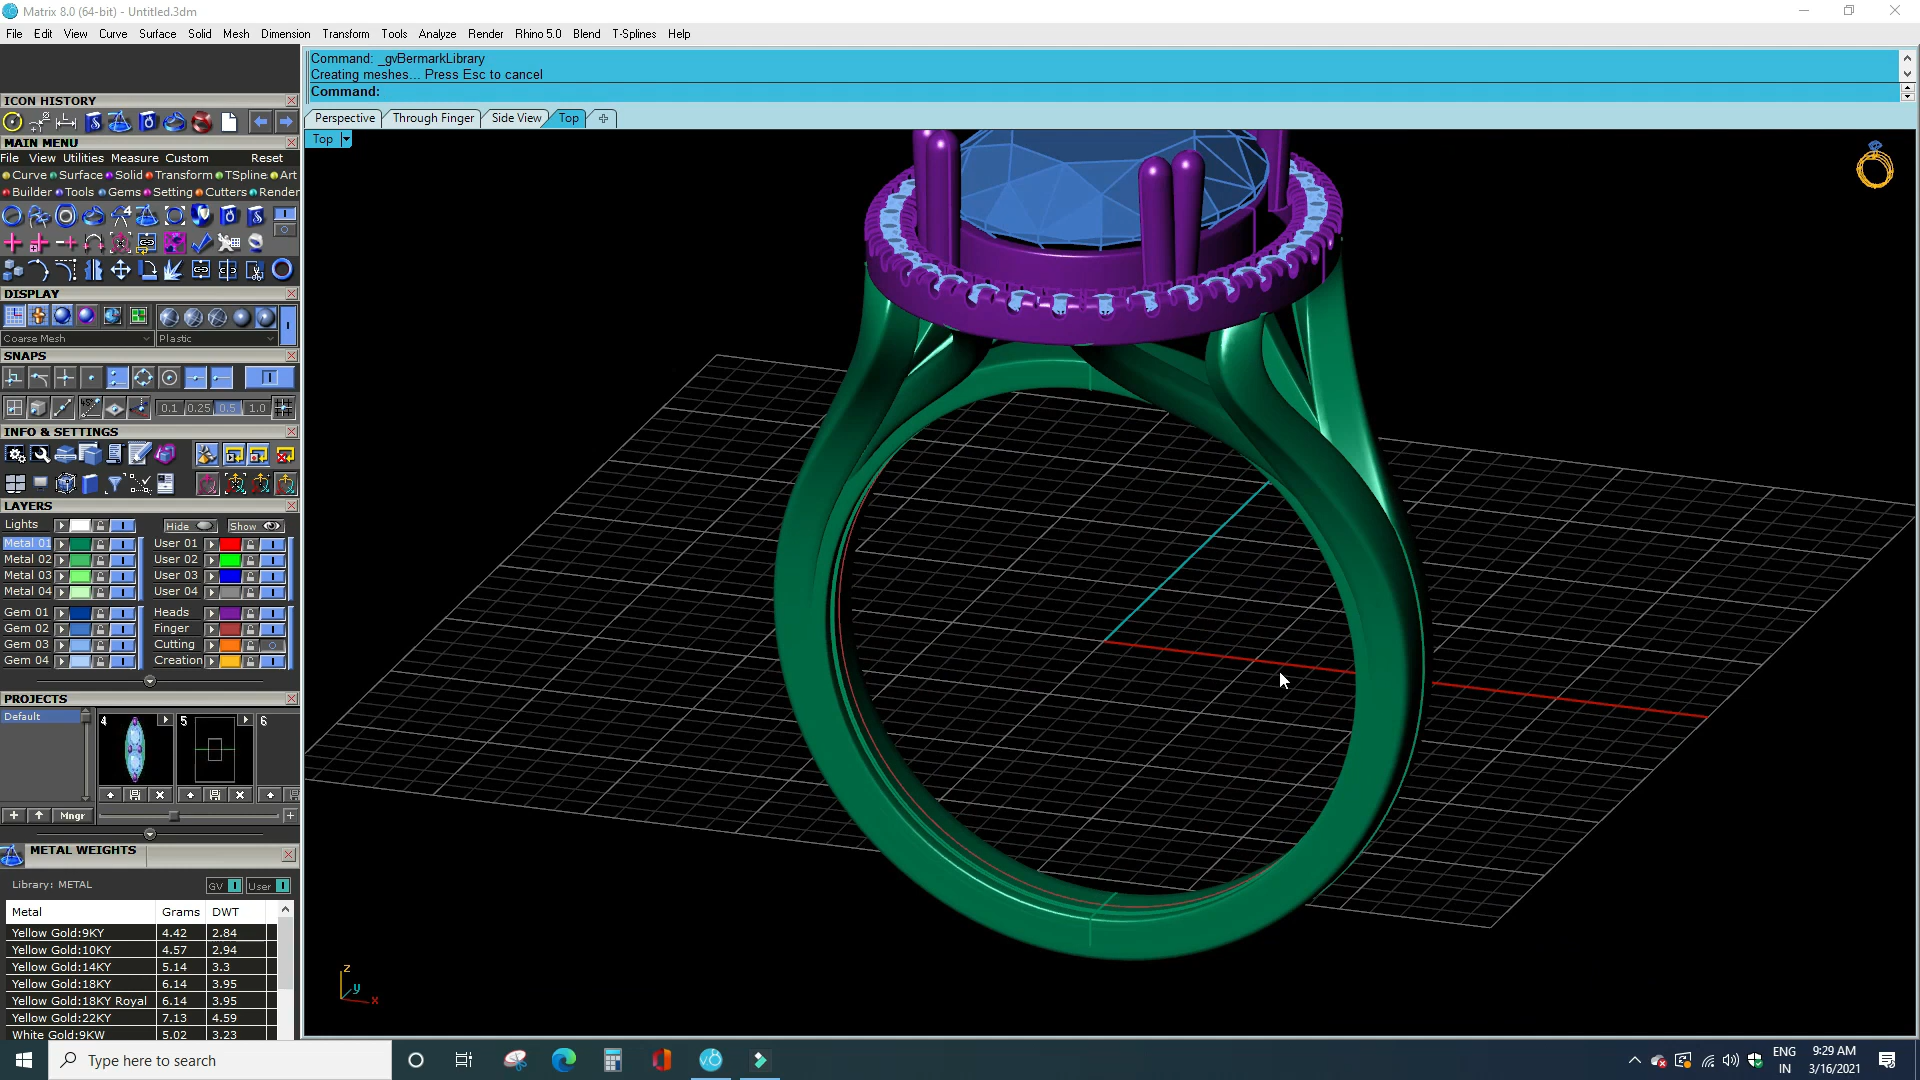 Matrix 8.0 (64-bit) - Untitled.3dm
File Edit View Curve Surface Solid Mesh Dimension Transform Tools Analyze Render Rhino 5.0 Blend T-Splines Help
Command: _gvBermarkLibrary
Creating meshes... Press Esc to cancel
Command:
Perspective Through Finger Side View Top
Top
ICON HISTORY
MAIN MENU
File View Utilities Measure Custom Reset
Curve Surface Solid Transform TSpline Art
Builder Tools Gems Setting Cutters Render
DISPLAY
Coarse Mesh Plastic
SNAPS
0.1 0.25 0.5 1.0
INFO & SETTINGS
LAYERS
Lights Hide Show
Metal 01 User 01
Metal 02 User 02
Metal 03 User 03
Metal 04 User 04
Gem 01 Heads
Gem 02 Finger
Gem 03 Cutting
Gem 04 Creation
PROJECTS
Default
4 5 6
Mngr
METAL WEIGHTS
Library: METAL GV User
Metal Grams DWT
Yellow Gold:9KY 4.42 2.84
Yellow Gold:10KY 4.57 2.94
Yellow Gold:14KY 5.14 3.3
Yellow Gold:18KY 6.14 3.95
Yellow Gold:18KY Royal 6.14 3.95
Yellow Gold:22KY 7.13 4.59
White Gold:9KW 5.02 3.23
z
y
x
Type here to search
ENG
IN
9:29 AM
3/16/2021